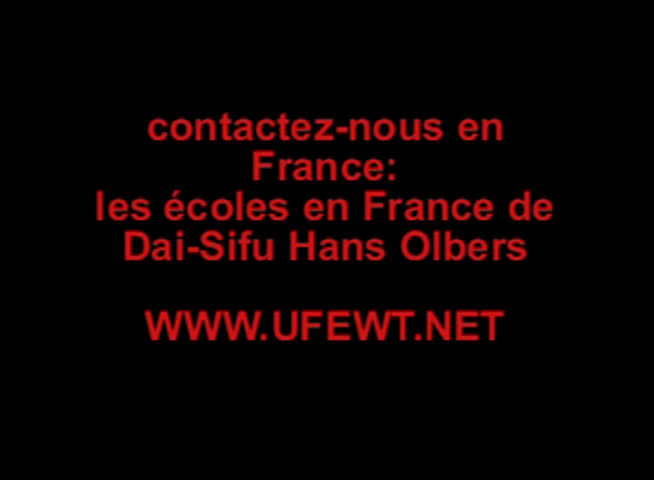 contactez-nous en
France:
les écoles en France de
Dai-Sifu Hans Olbers
WWW.UFEWT.NET